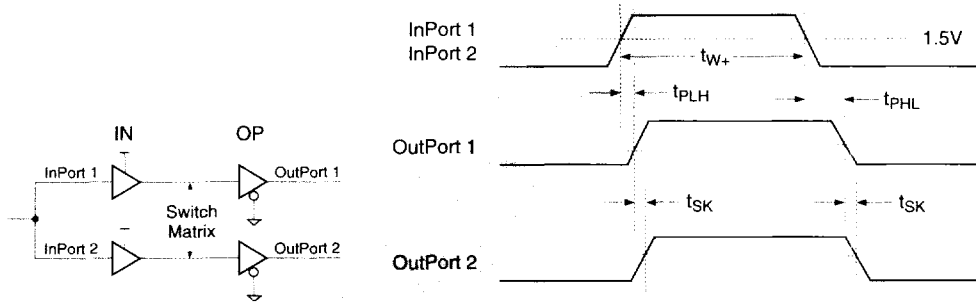 IN
OP
InPort 1
OutPort 1
Switch
Matrix
InPort 2
OutPort 2
InPort 1
InPort 2
1.5V
tW+
tPLH
tPHL
OutPort 1
tSK
tSK
OutPort 2